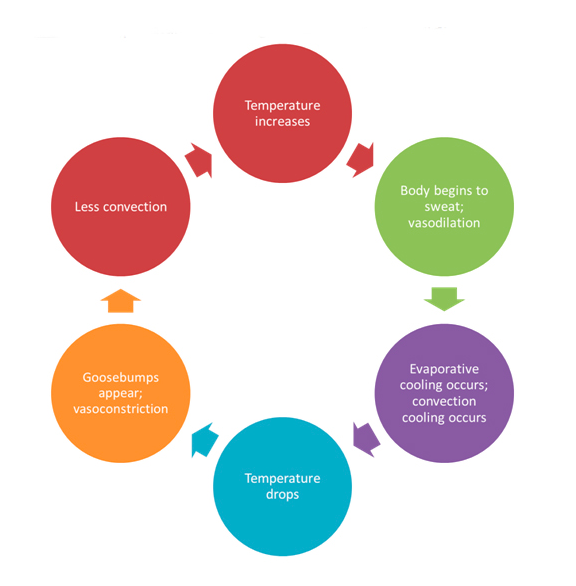 Temperature
increases
Body begins to
sweat;
vasodilation
Evaporative
cooling occurs;
convection
cooling occurs
Temperature
drops
Goosebumps
appear;
vasoconstriction
Less convection